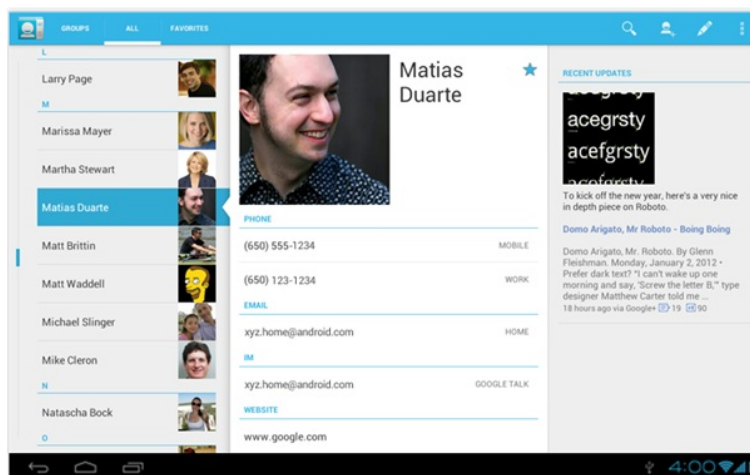 GROUPS
ALL
FAVORITES
L
Larry Page
M
Marissa Mayer
Martha Stewart
Matias Duarte
Matt Brittin
Matt Waddell
Michael Slinger
Mike Cleron
N
Natascha Bock
O
Matias
Duarte
PHONE
(650) 555-1234
MOBILE
(650) 123-1234
WORK
EMAIL
xyz.home@android.com
HOME
IM
xyz.home@android.com
GOOGLE TALK
WEBSITE
www.google.com
RECENT UPDATES
acegrsty
acefgrsty
To kick off the new year, here's a very nice
in depth piece on Roboto.
Domo Arigato, Mr Roboto - Boing Boing
Domo Arigato, Mr. Roboto. By Glenn
Fleishman. Monday, January 2, 2012 •
Prefer dark text? "I can't wake up one
morning and say, 'Screw the letter B,'" type
designer Matthew Carter told me ...
18 hours ago via Google+ 19 90
4:00